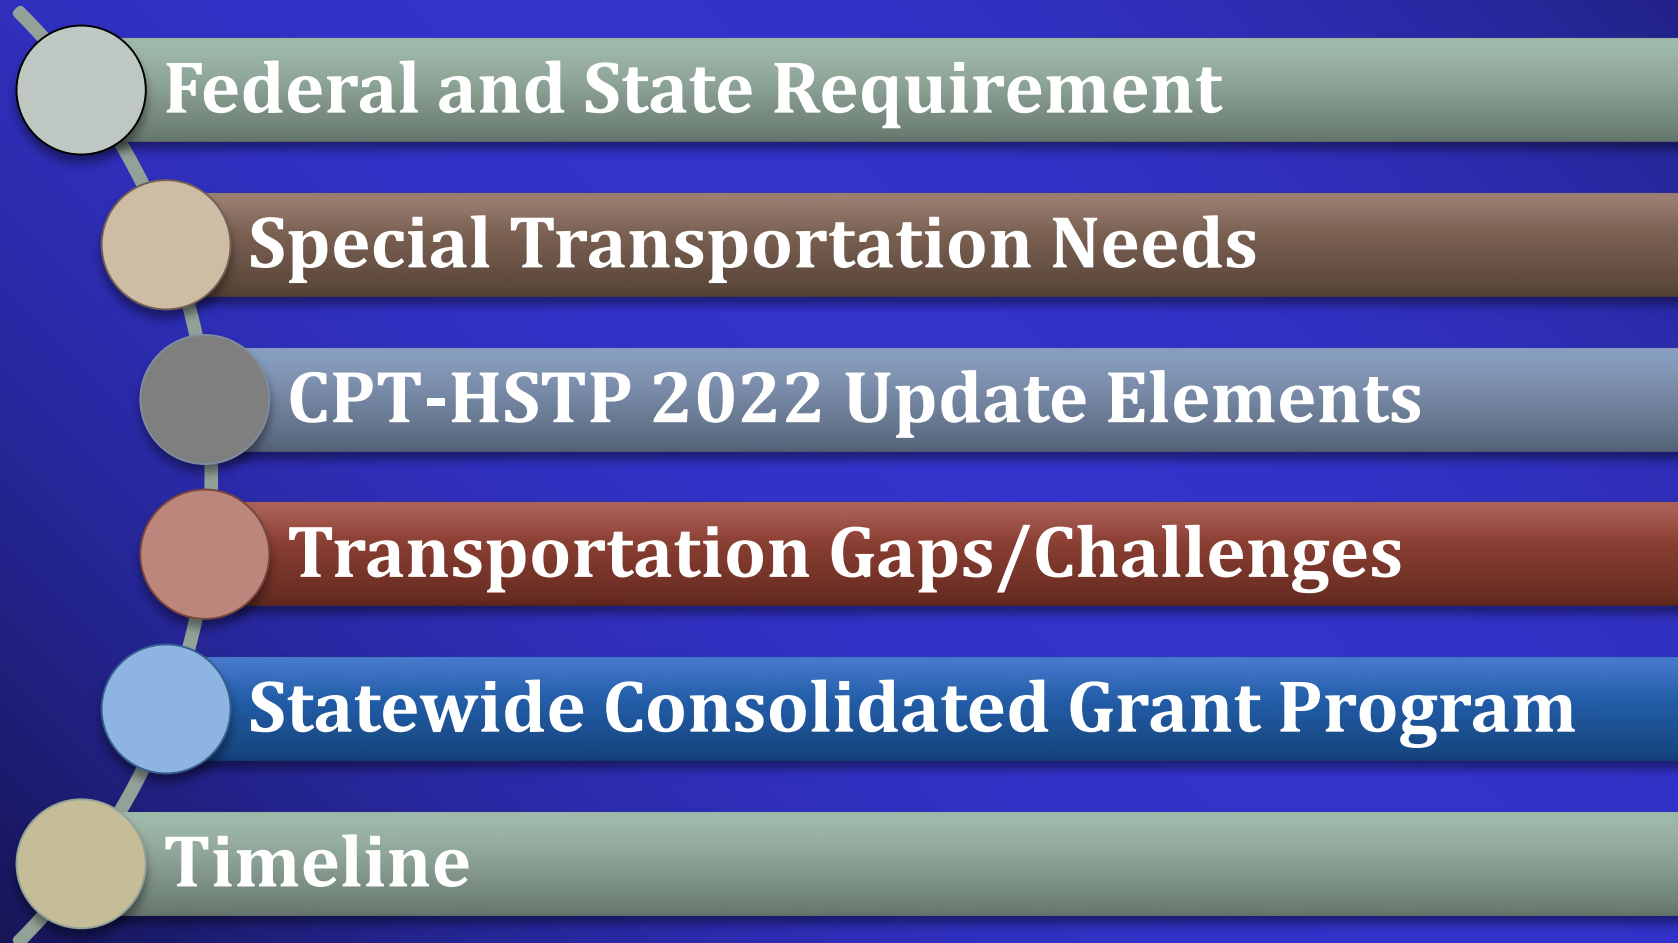 Federal and State Requirement
Special Transportation Needs
CPT-HSTP 2022 Update Elements
Transportation Gaps/Challenges
Statewide Consolidated Grant Program
Timeline